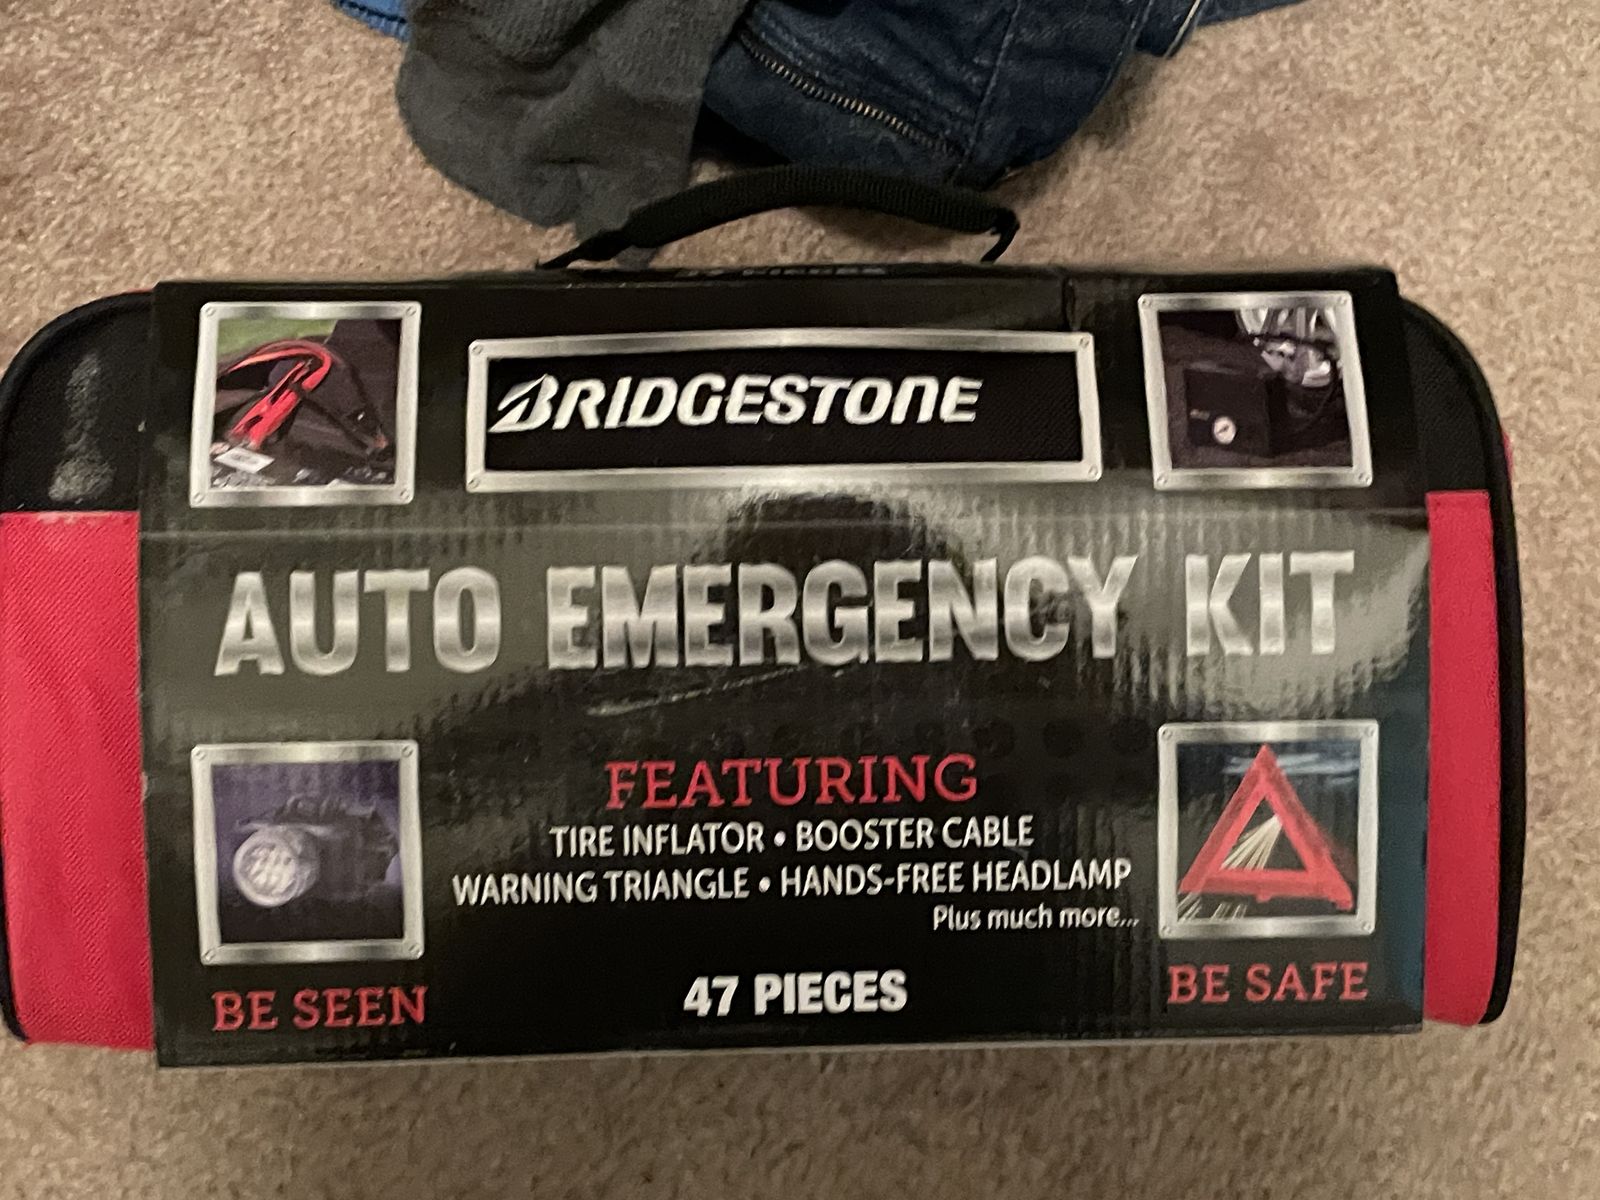 BRIDGESTONE
AUTO EMERGENCY KIT
FEATURING
TIRE INFLATOR • BOOSTER CABLE
WARNING TRIANGLE • HANDS-FREE HEADLAMP
Plus much more...
BE SEEN
47 PIECES
BE SAFE